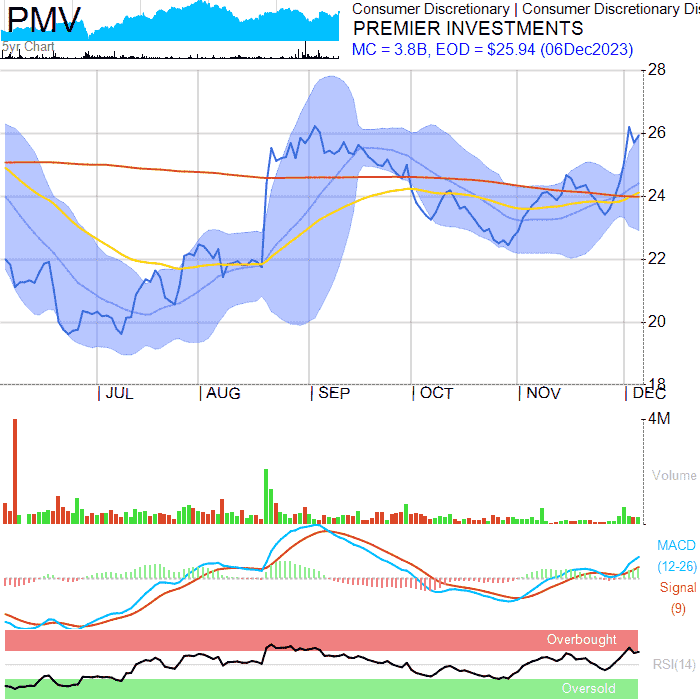 PMV
5yr Chart
Consumer Discretionary | Consumer Discretionary Dis
PREMIER INVESTMENTS
MC = 3.8B, EOD = $25.94 (06Dec2023)
28
26
24
22
20
18
JUL AUG SEP OCT NOV DEC
4M
Volume
MACD
(12-26)
Signal
(9)
Overbought
RSI(14)
Oversold